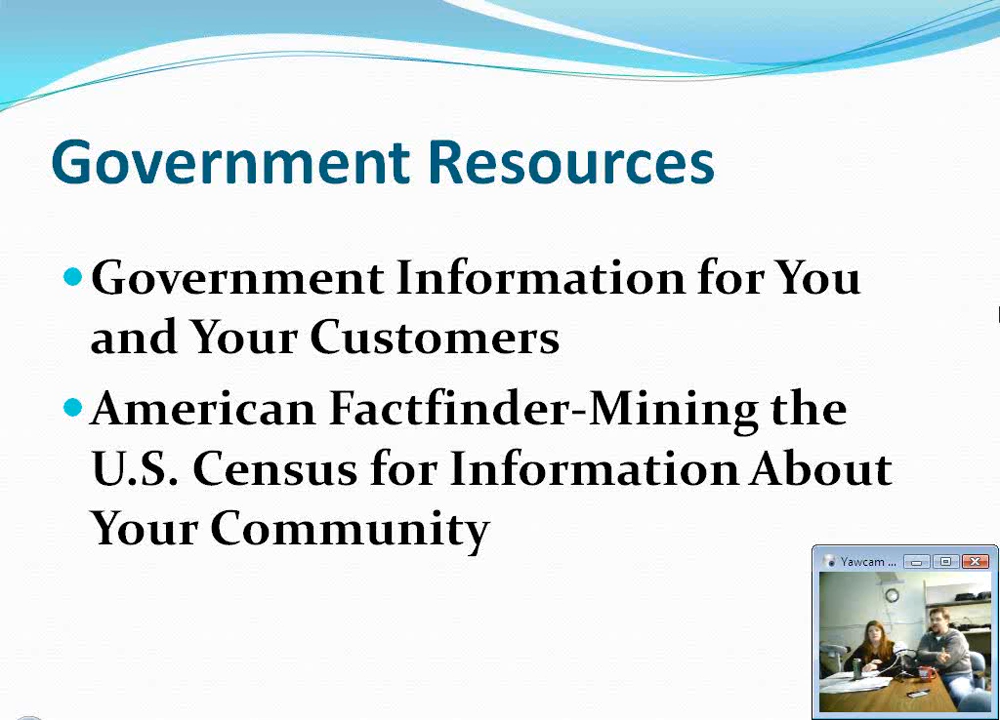 Government Resources
Government Information for You
and Your Customers
American Factfinder-Mining the
U.S. Census for Information About
Your Community
Yawcam ...